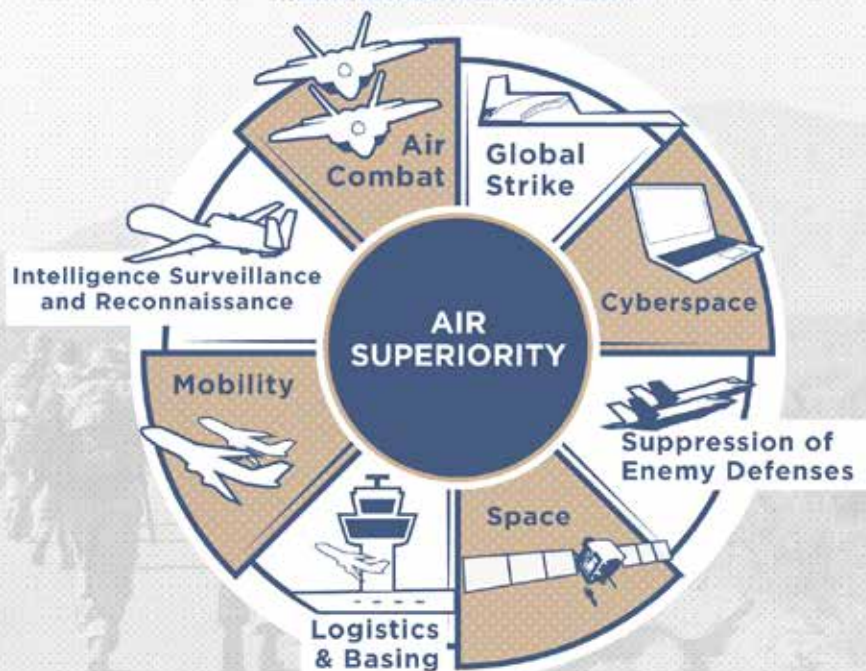 Air
Combat
Global
Strike
Cyberspace
Suppression of
Enemy Defenses
Space
Logistics
& Basing
Mobility
Intelligence Surveillance
and Reconnaissance
AIR
SUPERIORITY